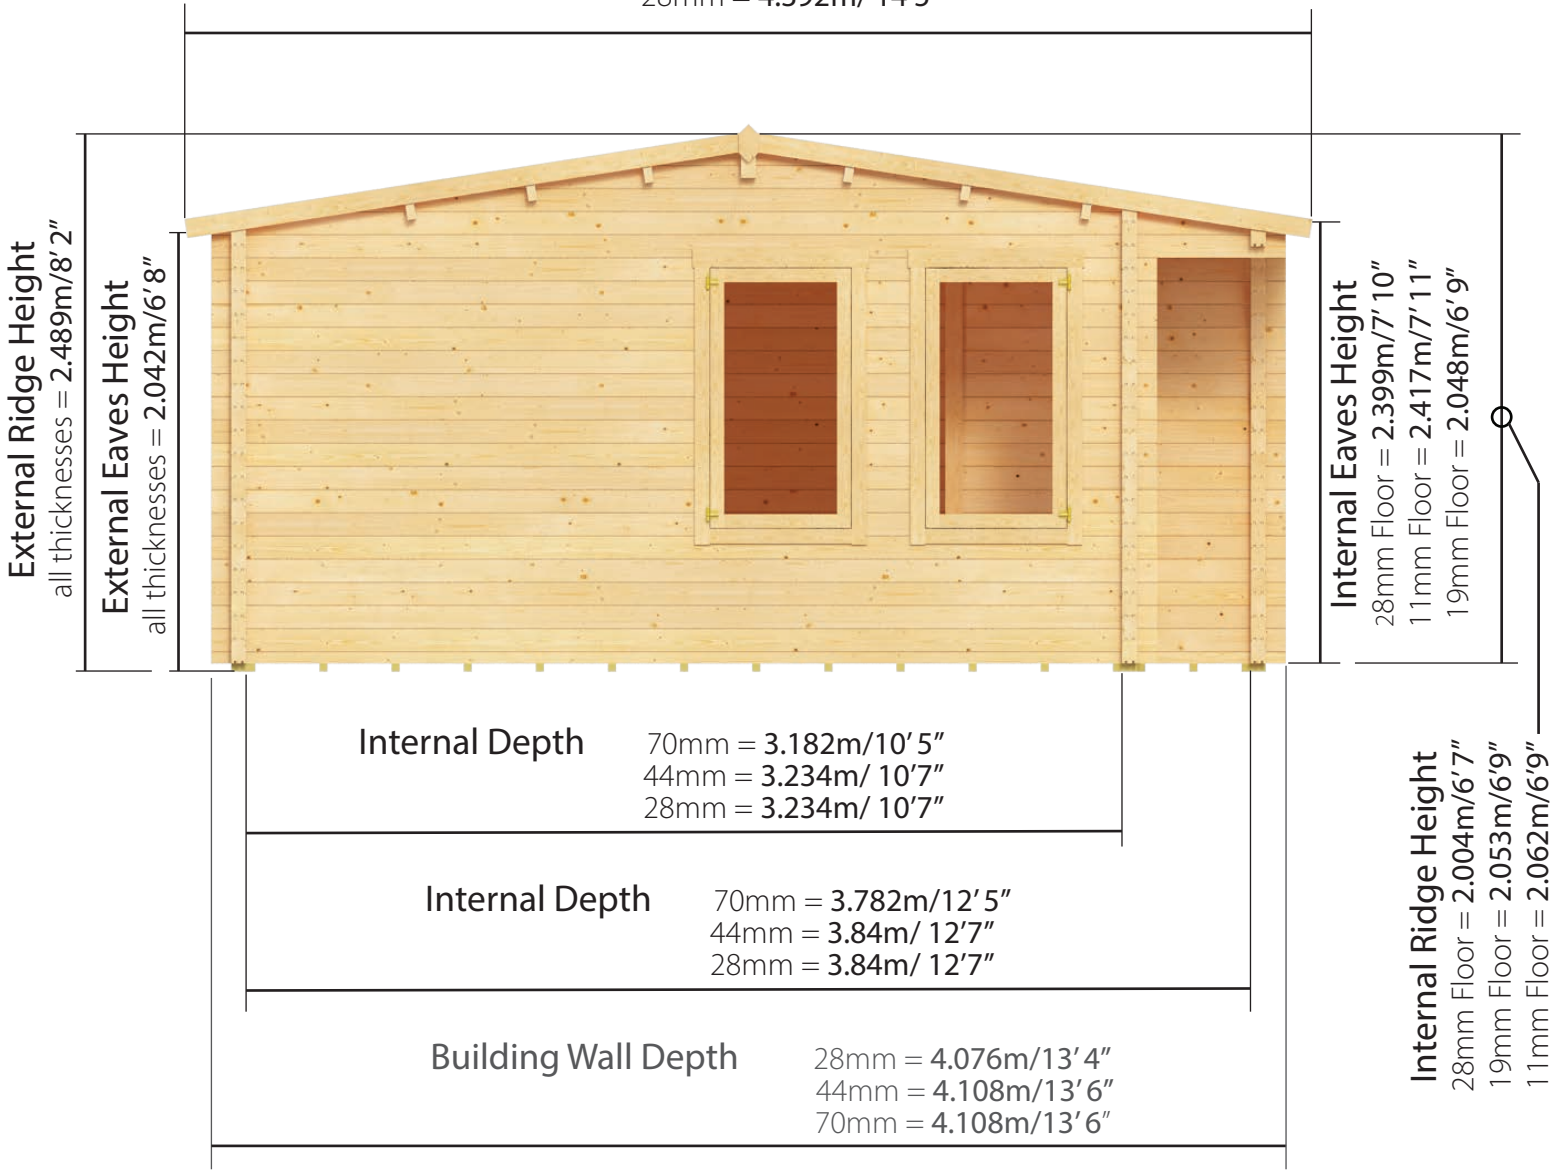 28mm = 4.392m/ 14'5"
External Ridge Height
all thicknesses = 2.489m/8' 2"
External Eaves Height
all thicknesses = 2.042m/6' 8"
Internal Eaves Height
28mm Floor = 2.399m/7' 10"
11mm Floor = 2.417m/7' 11"
19mm Floor = 2.048m/6' 9"
Internal Ridge Height
28mm Floor = 2.004m/6' 7"
19mm Floor = 2.053m/6'9"
11mm Floor = 2.062m/6'9"
Internal Depth
70mm = 3.182m/10' 5"
44mm = 3.234m/ 10'7"
28mm = 3.234m/ 10'7"
Internal Depth
70mm = 3.782m/12' 5"
44mm = 3.84m/ 12'7"
28mm = 3.84m/ 12'7"
Building Wall Depth
28mm = 4.076m/13' 4"
44mm = 4.108m/13' 6"
70mm = 4.108m/13' 6"